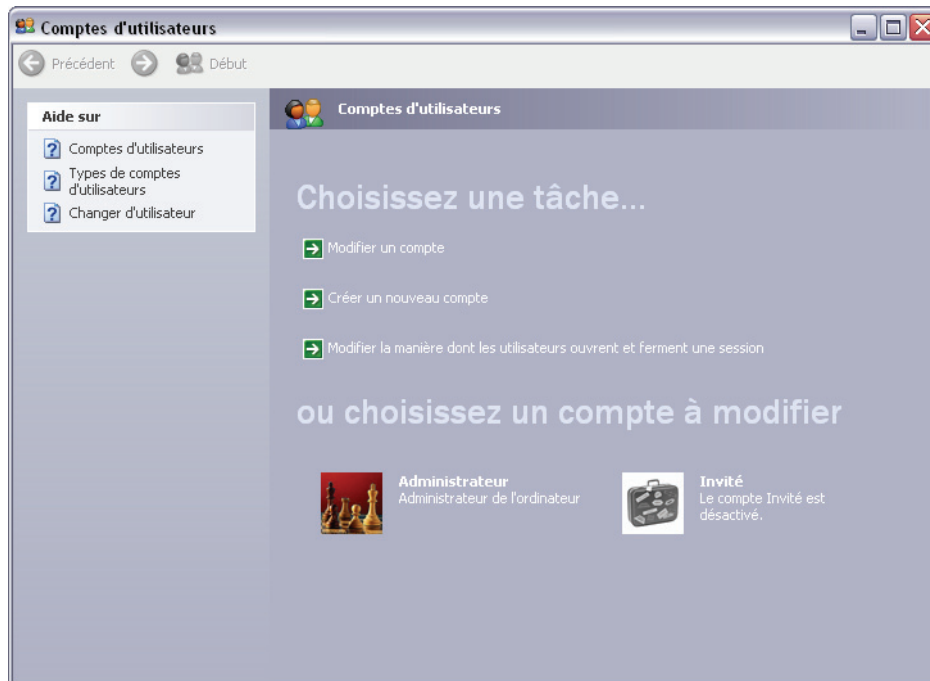 Comptes d'utilisateurs
Précédent
Début
Aide sur
Comptes d'utilisateurs
Types de comptes
d'utilisateurs
Changer d'utilisateur
Comptes d'utilisateurs
Choisissez une tâche...
Modifier un compte
Créer un nouveau compte
Modifier la manière dont les utilisateurs ouvrent et ferment une session
ou choisissez un compte à modifier
Administrateur
Administrateur de l'ordinateur
Invité
Le compte Invité est
désactivé.